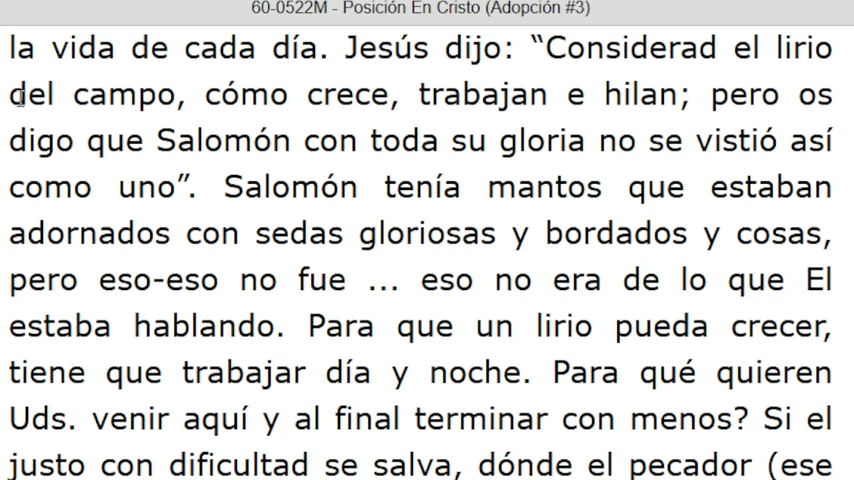 60-0522M - Posición En Cristo (Adopción #3)
la vida de cada día. Jesús dijo: “Considerad el lirio
del campo, cómo crece, trabajan e hilan; pero os
digo que Salomón con toda su gloria no se vistió así
como uno”. Salomón tenía mantos que estaban
adornados con sedas gloriosas y bordados y cosas,
pero eso-eso no fue ... eso no era de lo que El
estaba hablando. Para que un lirio pueda crecer,
tiene que trabajar día y noche. Para qué quieren
Uds. venir aquí y al final terminar con menos? Si el
justo con dificultad se salva, dónde el pecador (ese